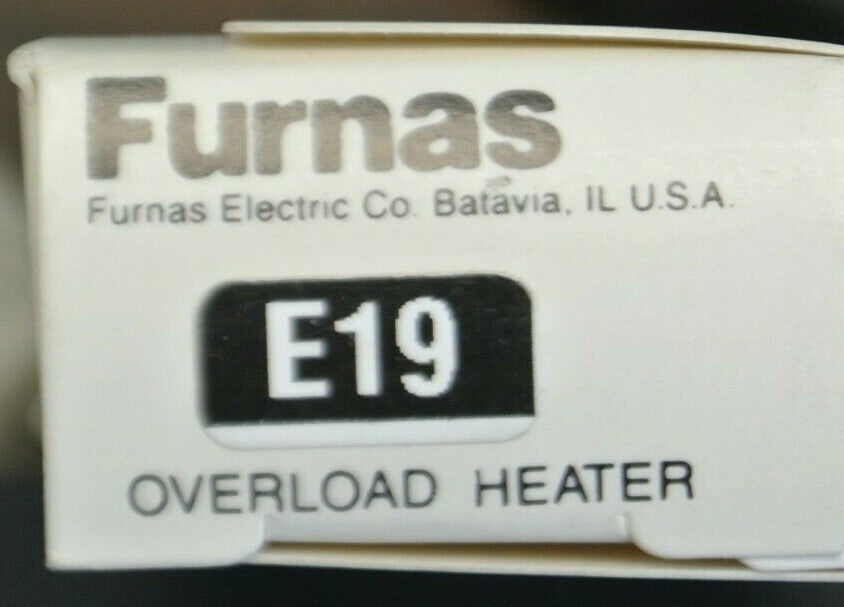 Furnas
Furnas Electric Co. Batavia, IL U.S.A.
E19
OVERLOAD HEATER